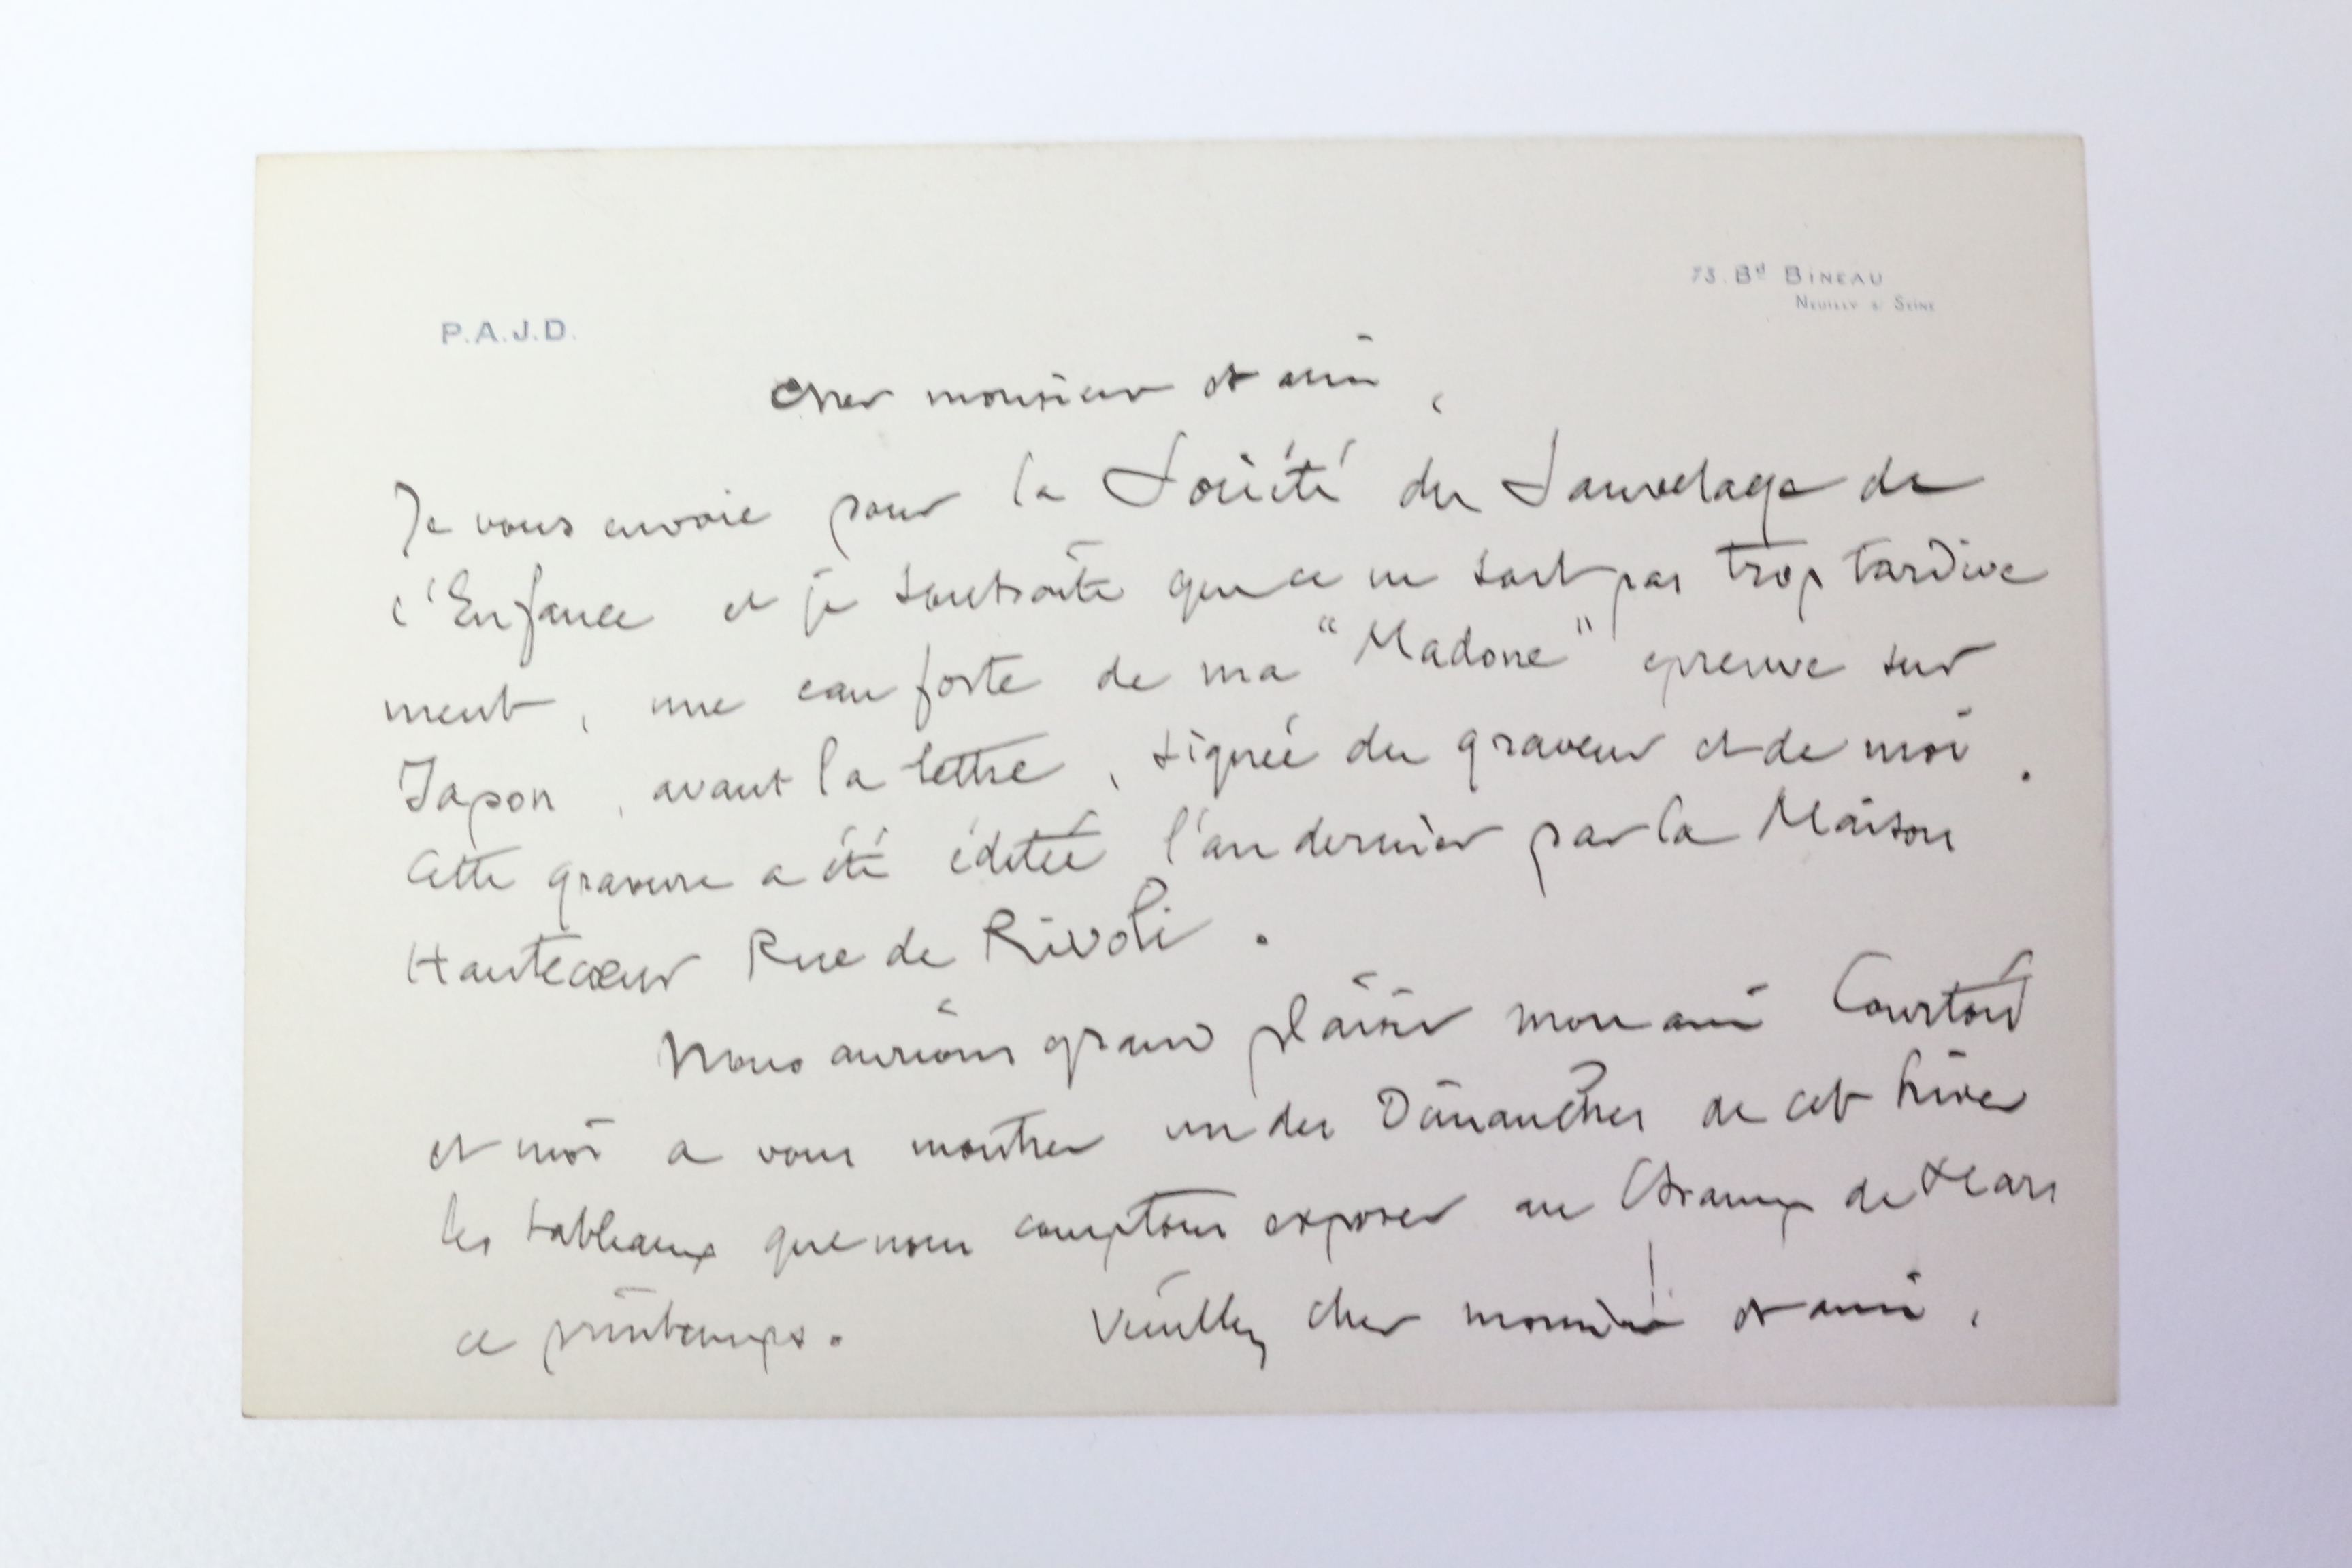 73. Bd BINEAU
NEUILLY s/ SEINE
P.A.J.D.
Cher monsieur et ami,
Je vous envoie pour la Société du Sauvetage de
l'Enfance et je souhaite que ce ne soit pas trop tardive
ment, une eau forte de ma "Madone" epreuve sur
Japon, avant la lettre, signée du graveur et de moi.
Cette gravure a été éditée l'an dernier par la Maison
Hautecoeur Rue de Rivoli.
Nous aurions grand plaisir mon ami Courtois
et moi a vous montrer un des Dimanches de cet hiver
les tableaux que nous comptons exposer au Champ de Mars
ce printemps. Veuillez cher monsieur et ami,